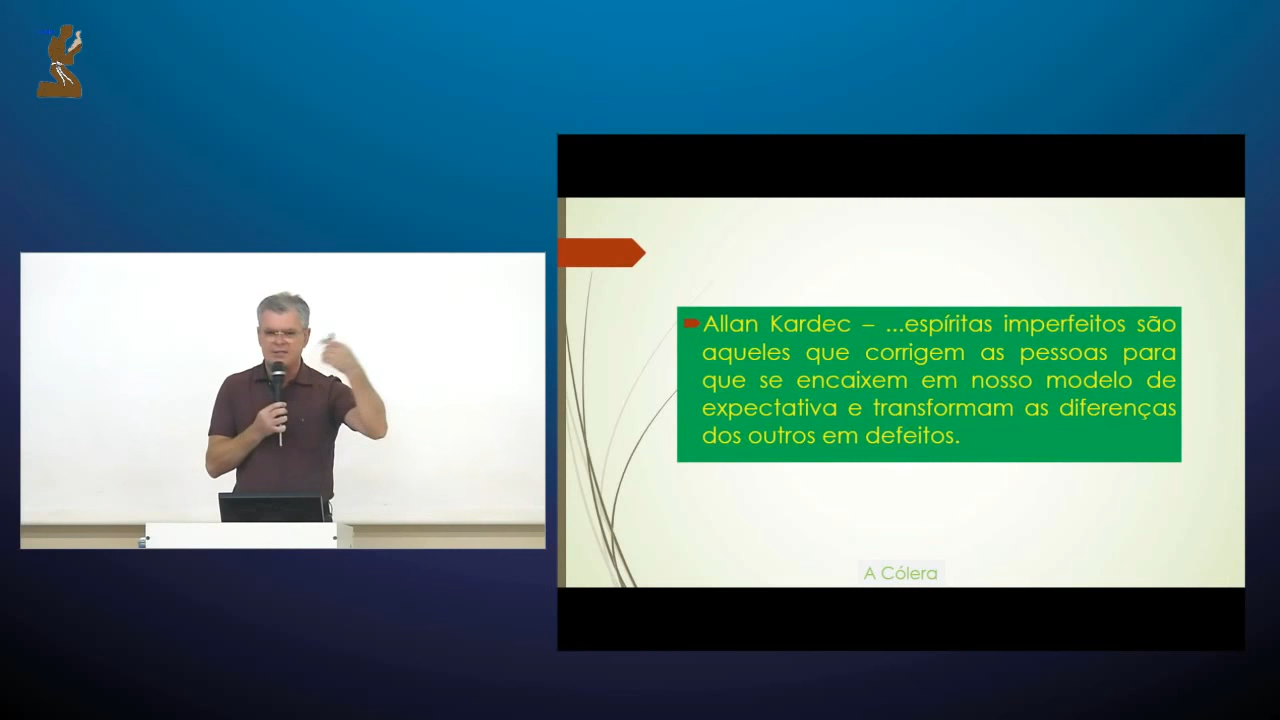 Allan Kardec – ...espíritas imperfeitos são
aqueles que corrigem as pessoas para
que se encaixem em nosso modelo de
expectativa e transformam as diferenças
dos outros em defeitos.
A Cólera